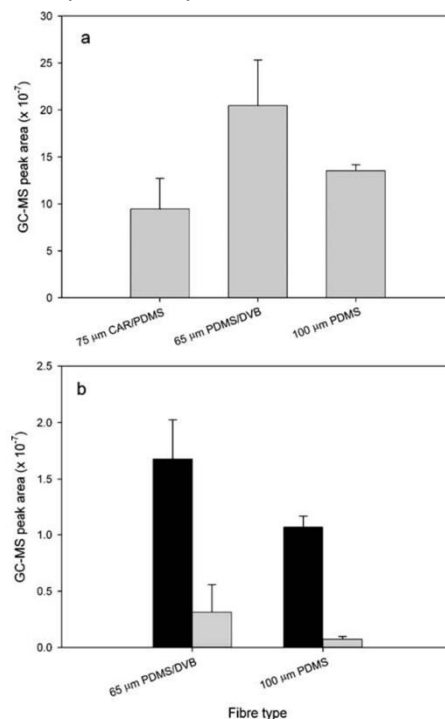 30
a
25
20
15
10
5
0
GC-MS peak area (x 10⁻⁷)
75 µm CAR/PDMS
65 µm PDMS/DVB
100 µm PDMS
2.5
b
2.0
1.5
1.0
0.5
0.0
GC-MS peak area (x 10⁻⁷)
65 µm PDMS/DVB
100 µm PDMS
Fibre type